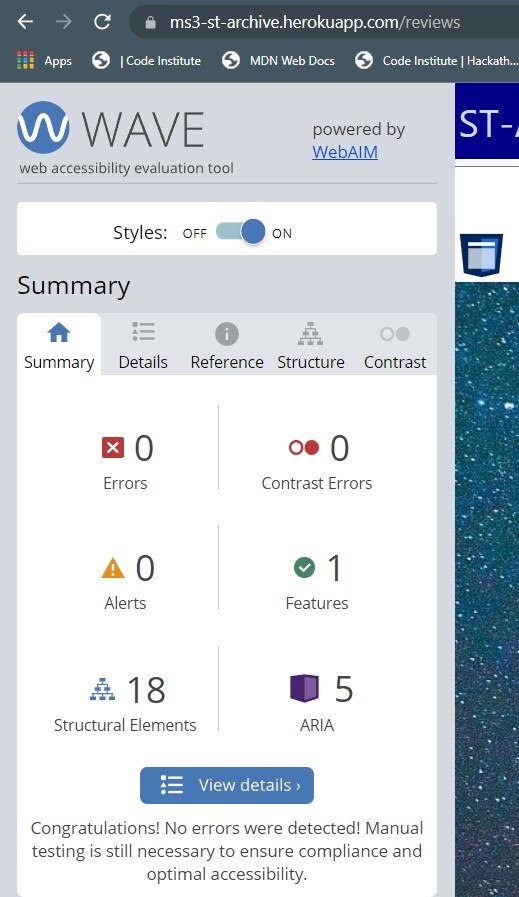 ms3-st-archive.herokuapp.com/reviews
Apps | Code Institute MDN Web Docs Code Institute | Hackath...
WAVE
web accessibility evaluation tool
powered by
WebAIM
ST-
Styles: OFF ON
Summary
Summary Details Reference Structure Contrast
0 0
Errors Contrast Errors
0 1
Alerts Features
18 5
Structural Elements ARIA
View details ›
Congratulations! No errors were detected! Manual
testing is still necessary to ensure compliance and
optimal accessibility.